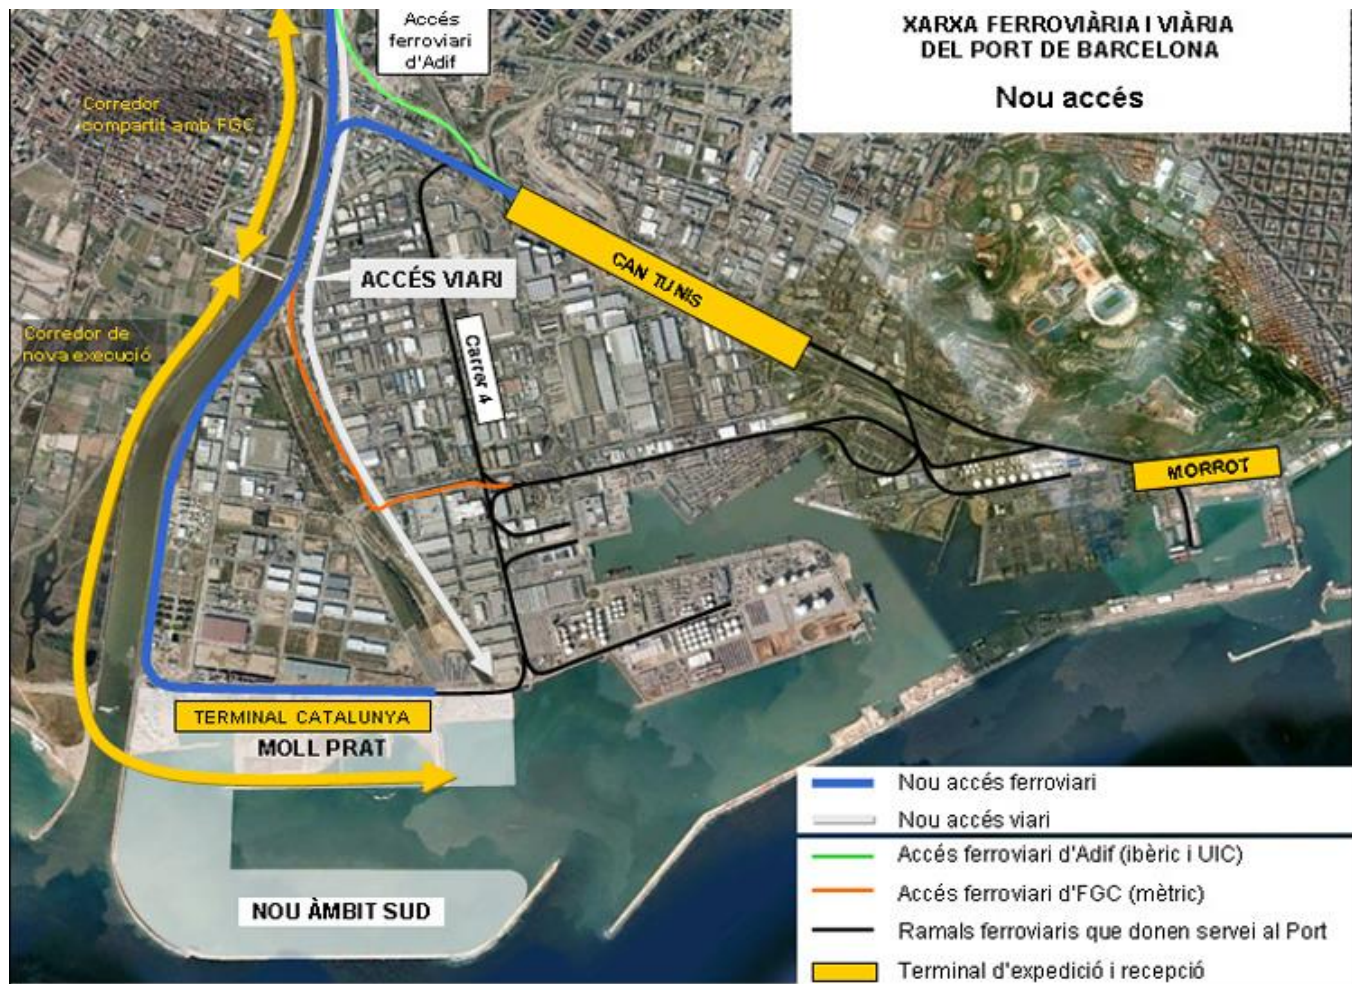 Accés
ferroviari
d'Adif
XARXA FERROVIÀRIA I VIÀRIA
DEL PORT DE BARCELONA
Nou accés
Corredor
compartit amb FGC
CAN TUNIS
ACCÉS VIARI
Corredor de
nova execució
Carrer 4
MORROT
TERMINAL CATALUNYA
MOLL PRAT
NOU ÀMBIT SUD
Nou accés ferroviari
Nou accés viari
Accés ferroviari d'Adif (ibèric i UIC)
Accés ferroviari d'FGC (mètric)
Ramals ferroviaris que donen servei al Port
Terminal d'expedició i recepció